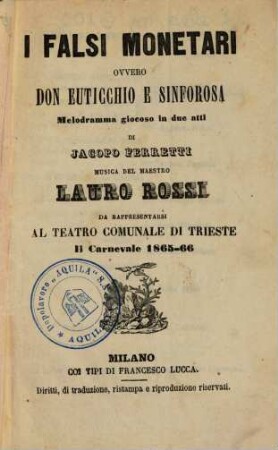 I FALSI MONETARI
OVVERO
DON EUTICCHIO E SINFOROSA
Melodramma giocoso in due atti
DI
JACOPO FERRETTI
MUSICA DEL MAESTRO
LAURO ROSSI
DA RAPPRESENTARSI
AL TEATRO COMUNALE DI TRIESTE
Il Carnevale 1865-66
Dopolavoro "AQUILA" S.A.
AQUILA
MILANO
COI TIPI DI FRANCESCO LUCCA.
Diritti, di traduzione, ristampa e riproduzione riservati.